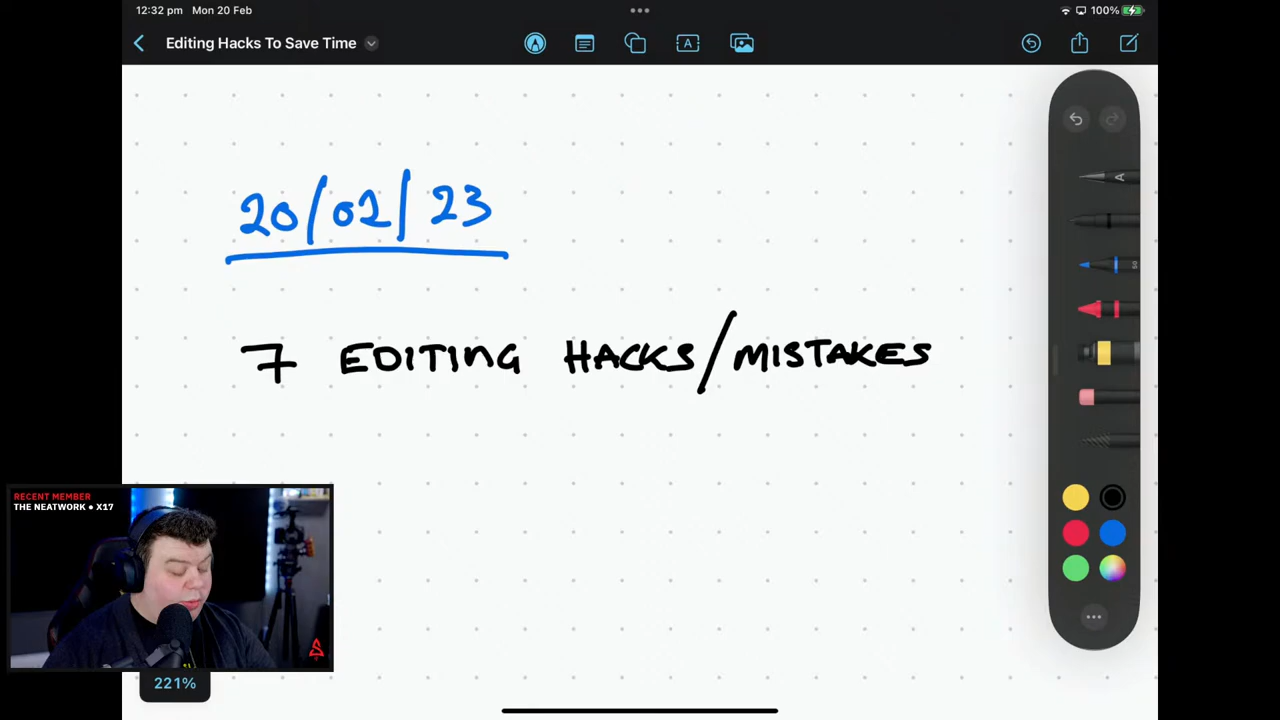 12:32 pm Mon 20 Feb
100%
Editing Hacks To Save Time
20/02/23
7 EDITING HACKS/MISTAKES
RECENT MEMBER
THE NEATWORK ● X17
221%
A
50